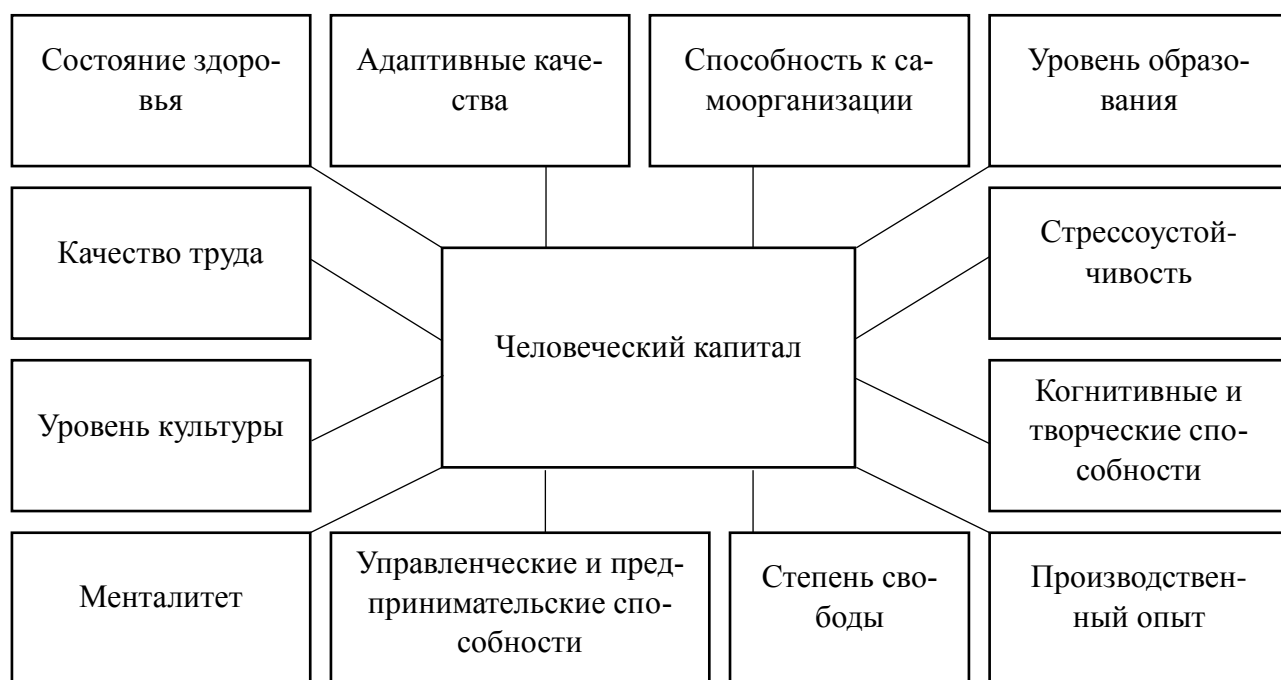 Состояние здоро-
вья
Адаптивные каче-
ства
Способность к са-
моорганизации
Уровень образо-
вания
Качество труда
Стрессоустой-
чивость
Человеческий капитал
Уровень культуры
Когнитивные и
творческие спо-
собности
Менталитет
Управленческие и пред-
принимательские спо-
собности
Степень сво-
боды
Производствен-
ный опыт